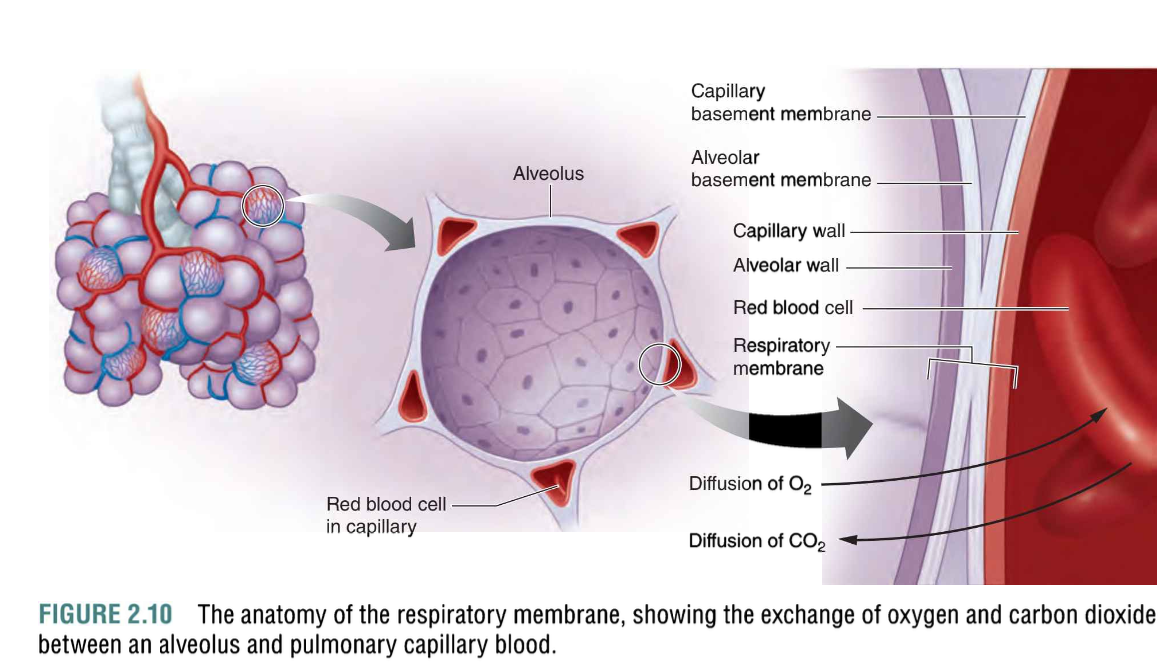 Capillary
basement membrane
Alveolar
basement membrane
Alveolus
Capillary wall
Alveolar wall
Red blood cell
Respiratory
membrane
Diffusion of O₂
Red blood cell
in capillary
Diffusion of CO₂
FIGURE 2.10 The anatomy of the respiratory membrane, showing the exchange of oxygen and carbon dioxide
between an alveolus and pulmonary capillary blood.